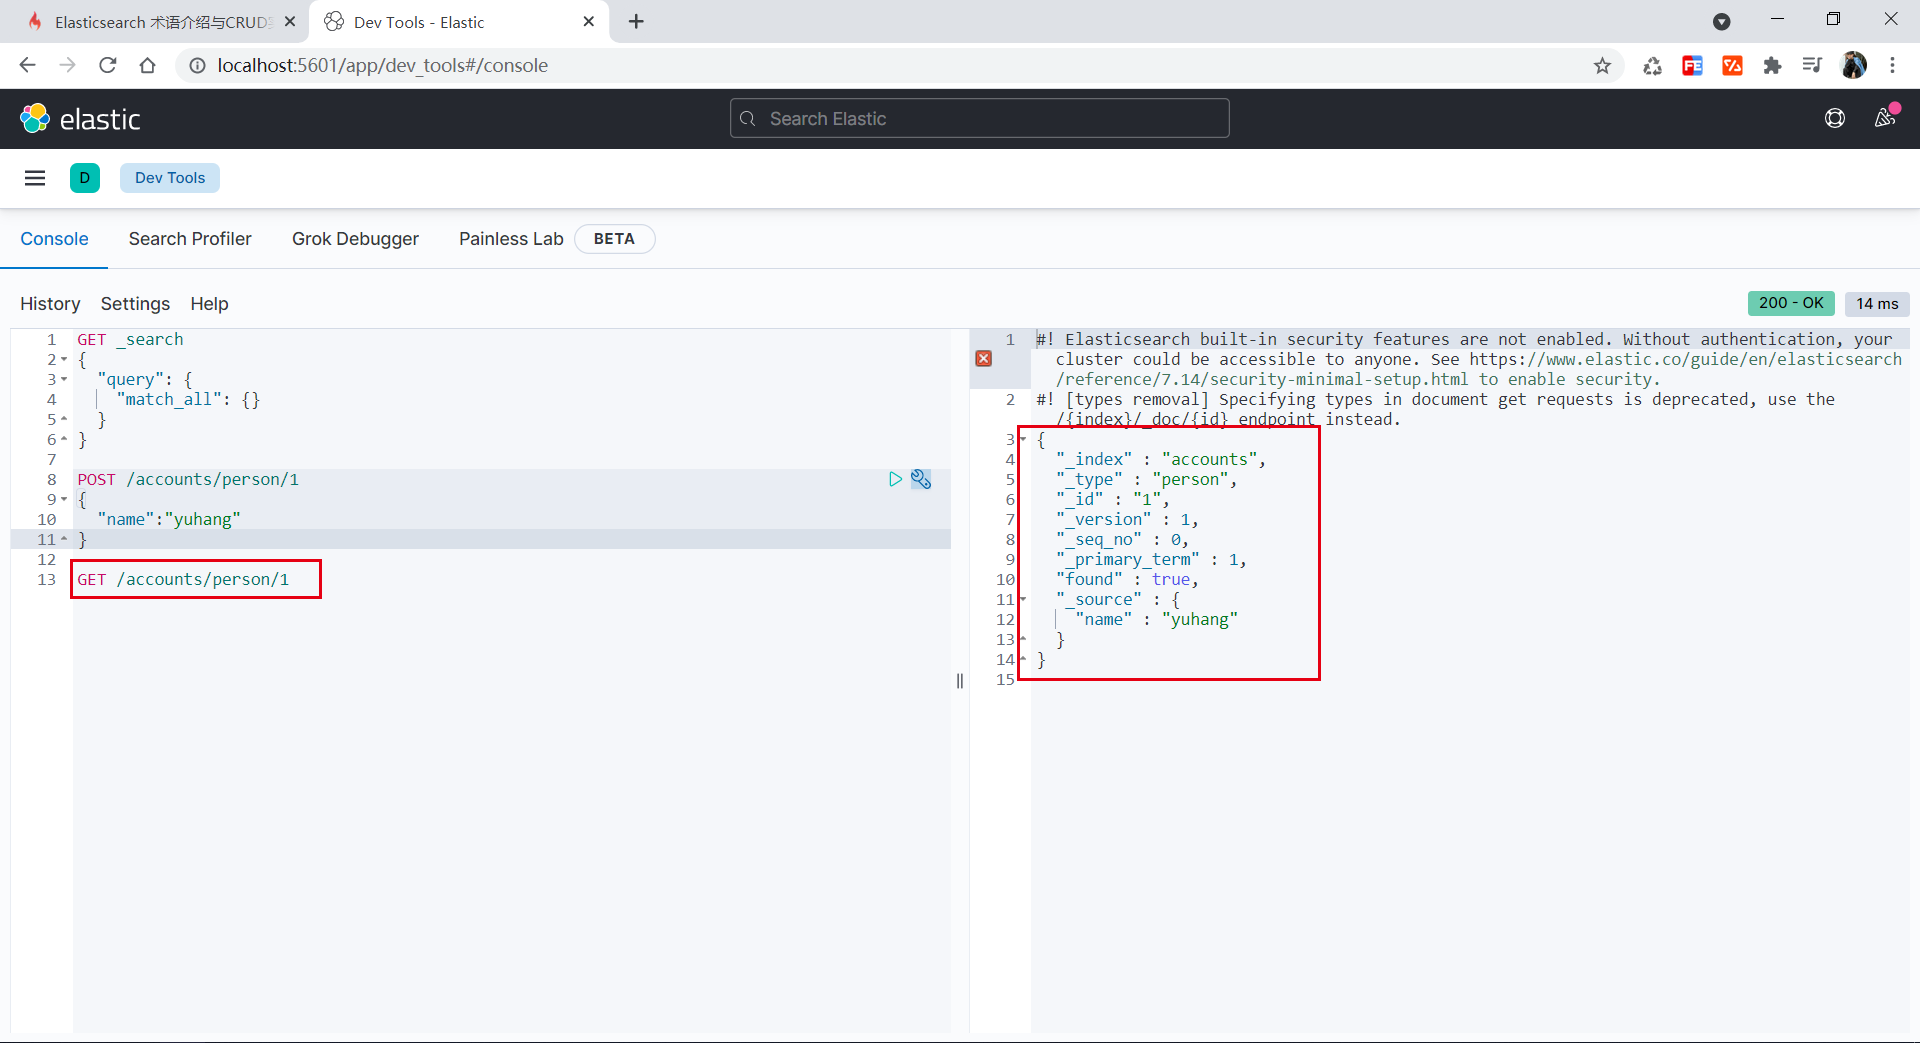 Elasticsearch 术语介绍与CRUD
Dev Tools - Elastic
localhost:5601/app/dev_tools#/console
FE
elastic
Search Elastic
D
Dev Tools
Console
Search Profiler
Grok Debugger
Painless Lab
BETA
History
Settings
Help
200 - OK
14 ms
1 GET _search
2 {
3 "query": {
4 "match_all": {}
5 }
6 }
7
8 POST /accounts/person/1
9 {
10 "name":"yuhang"
11 }
12
13 GET /accounts/person/1
1 #! Elasticsearch built-in security features are not enabled. Without authentication, your
cluster could be accessible to anyone. See https://www.elastic.co/guide/en/elasticsearch
/reference/7.14/security-minimal-setup.html to enable security.
2 #! [types removal] Specifying types in document get requests is deprecated, use the
/{index}/_doc/{id} endpoint instead.
3 {
4 "_index" : "accounts",
5 "_type" : "person",
6 "_id" : "1",
7 "_version" : 1,
8 "_seq_no" : 0,
9 "_primary_term" : 1,
10 "found" : true,
11 "_source" : {
12 "name" : "yuhang"
13 }
14 }
15